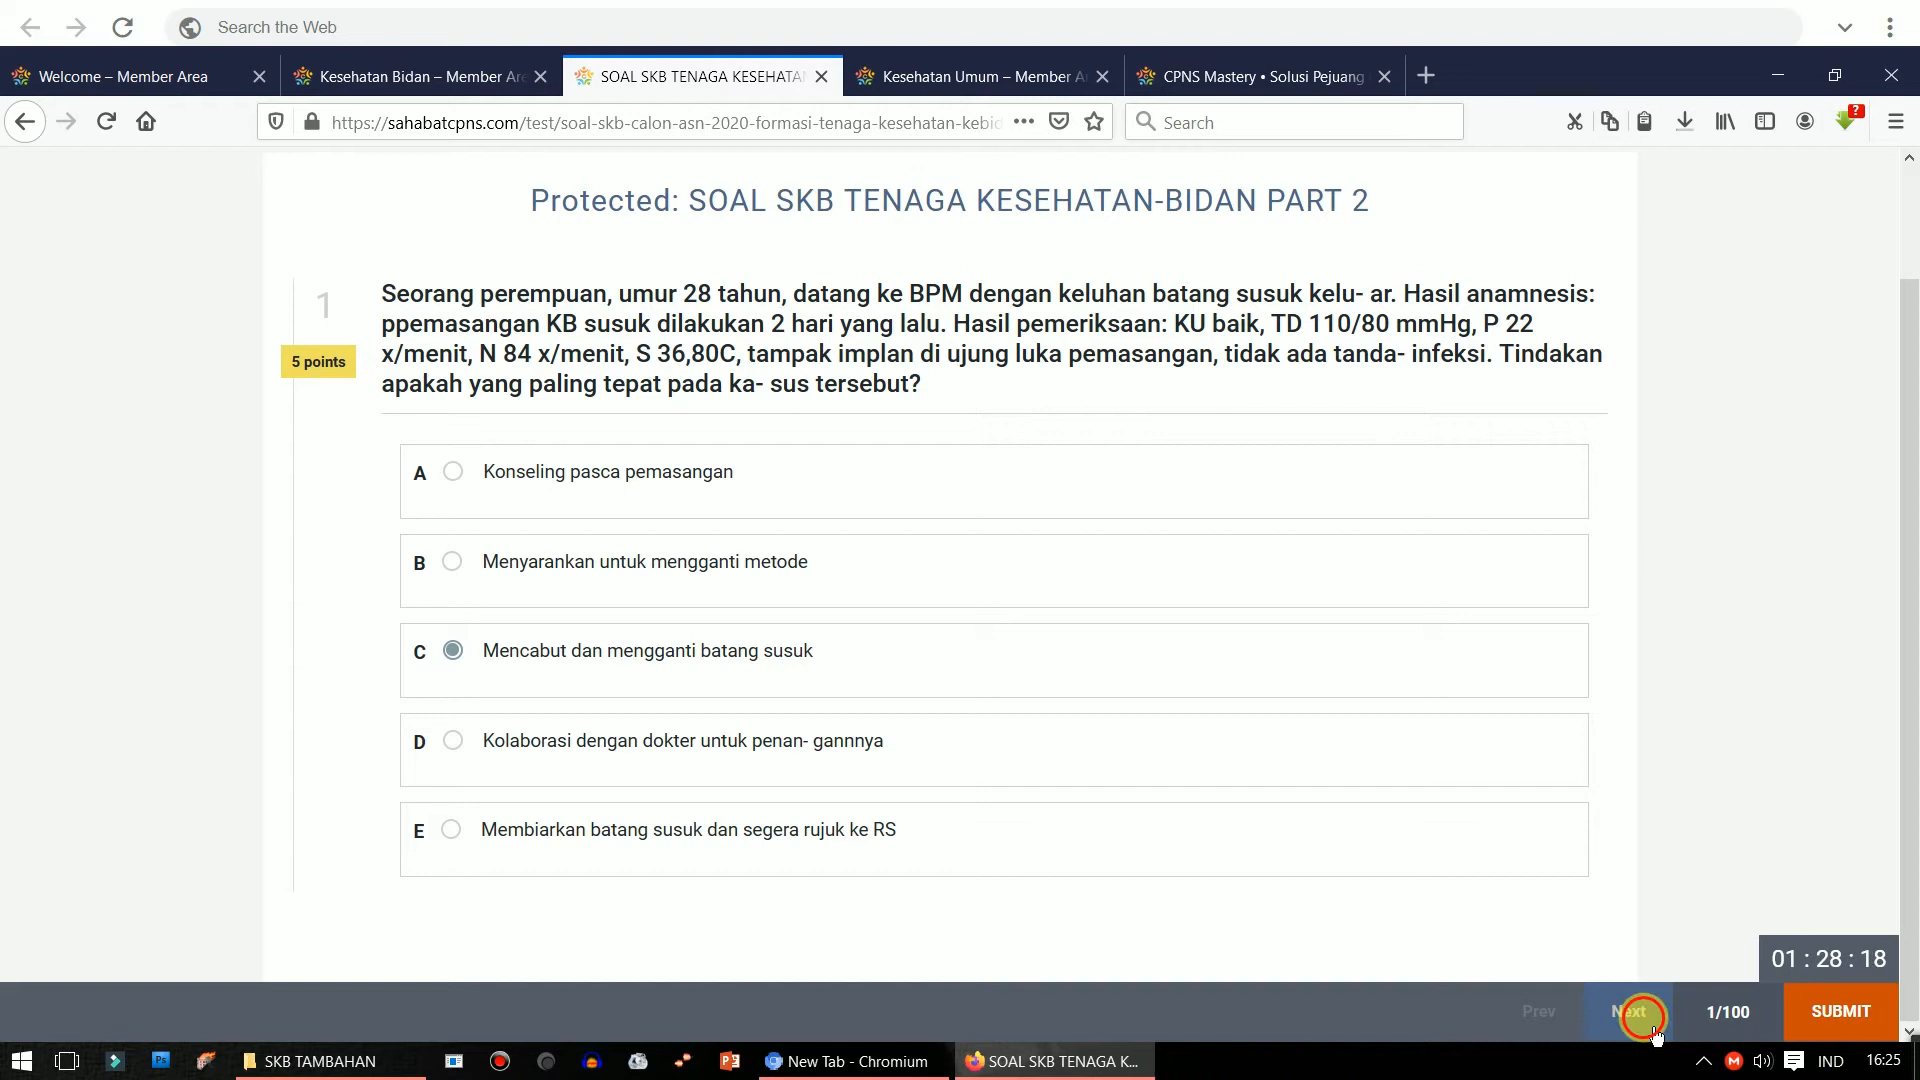 Search the Web
Welcome – Member Area
Kesehatan Bidan – Member Are
SOAL SKB TENAGA KESEHATAN
Kesehatan Umum – Member A
CPNS Mastery • Solusi Pejuang
https://sahabatcpns.com/test/soal-skb-calon-asn-2020-formasi-tenaga-kesehatan-kebid
Search
?
Protected: SOAL SKB TENAGA KESEHATAN-BIDAN PART 2
1
5 points
Seorang perempuan, umur 28 tahun, datang ke BPM dengan keluhan batang susuk kelu- ar. Hasil anamnesis:
ppemasangan KB susuk dilakukan 2 hari yang lalu. Hasil pemeriksaan: KU baik, TD 110/80 mmHg, P 22
x/menit, N 84 x/menit, S 36,80C, tampak implan di ujung luka pemasangan, tidak ada tanda- infeksi. Tindakan
apakah yang paling tepat pada ka- sus tersebut?
A Konseling pasca pemasangan
B Menyarankan untuk mengganti metode
C Mencabut dan mengganti batang susuk
D Kolaborasi dengan dokter untuk penan- gannnya
E Membiarkan batang susuk dan segera rujuk ke RS
01 : 28 : 18
Prev
Next
1/100
SUBMIT
SKB TAMBAHAN
New Tab - Chromium
SOAL SKB TENAGA K...
IND
16:25